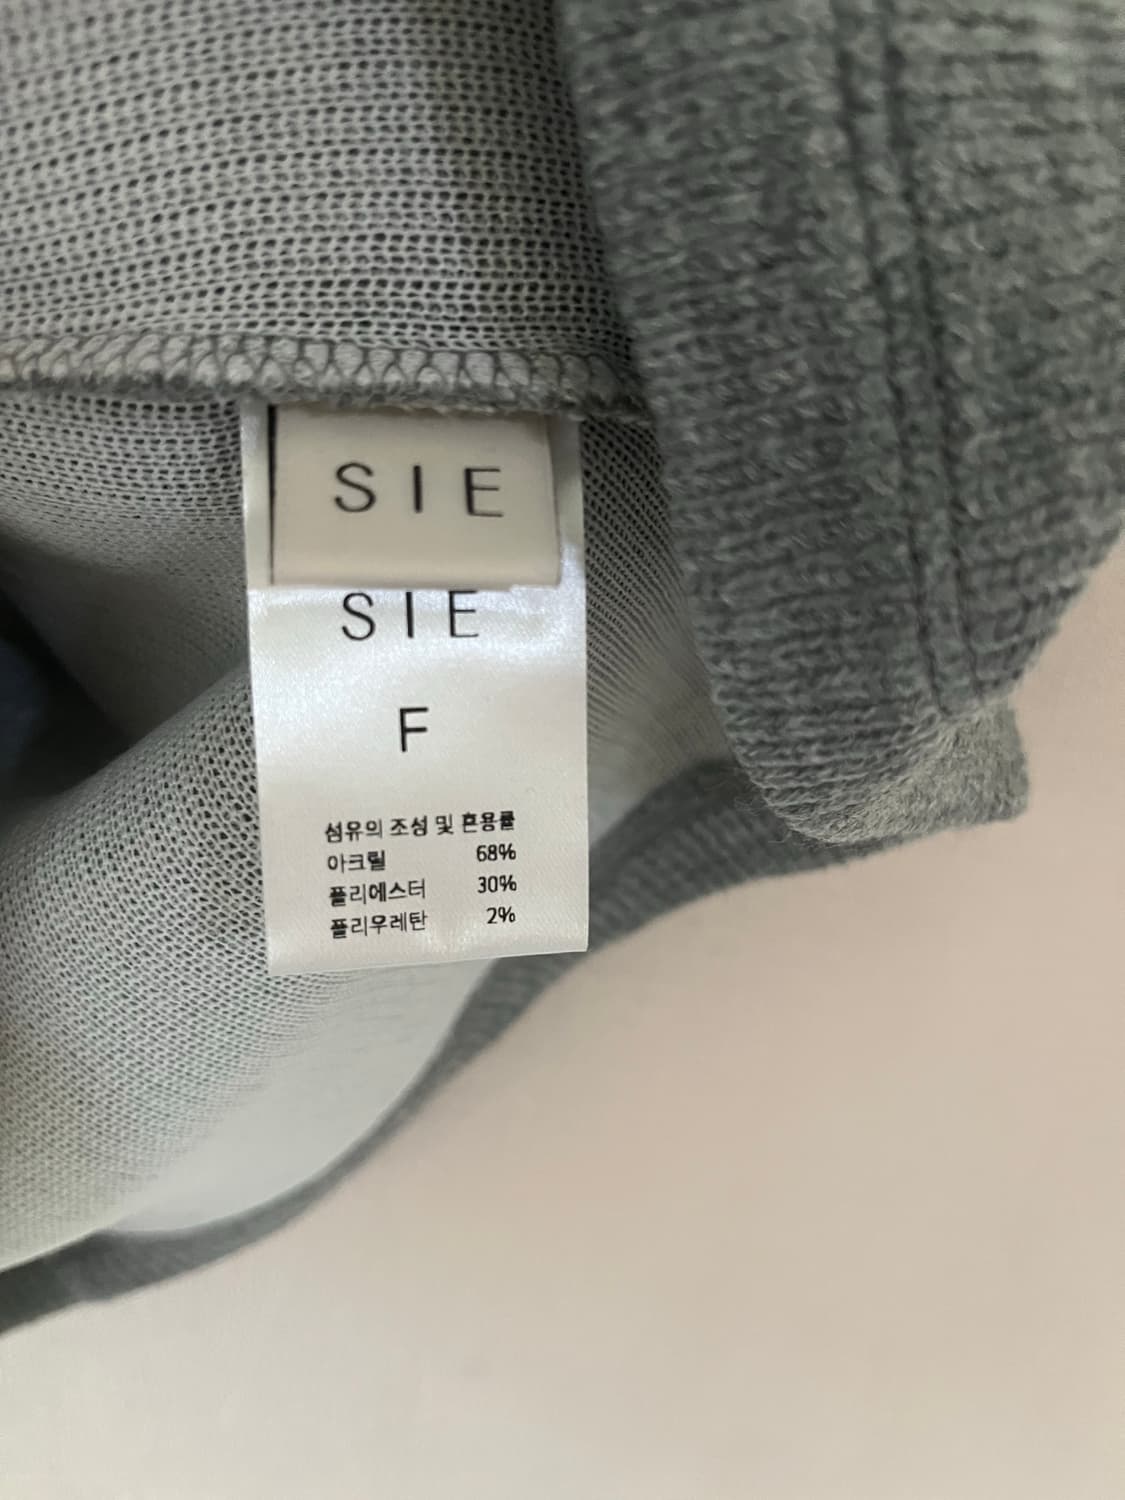 SIE
SIE
F
섬유의 조성 및 혼용률
아크릴 68%
폴리에스터 30%
폴리우레탄 2%